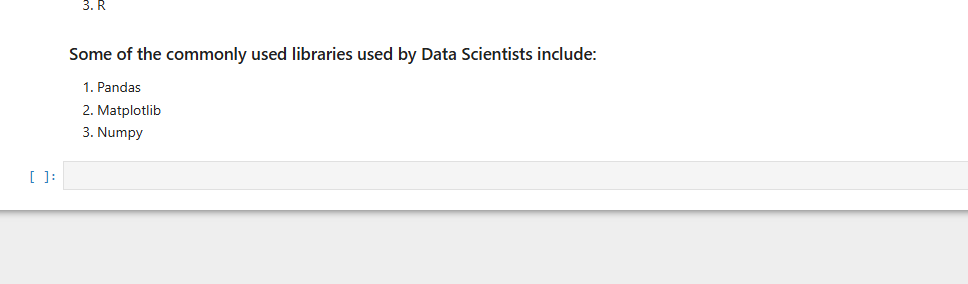 3. R
Some of the commonly used libraries used by Data Scientists include:
1. Pandas
2. Matplotlib
3. Numpy
[ ]: